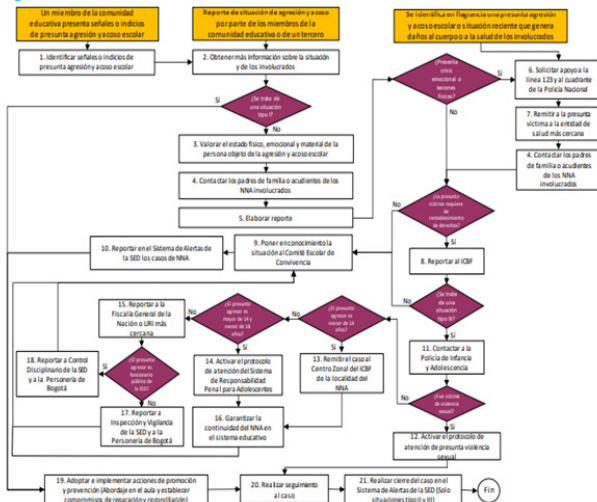 Un miembro de la comunidad
educativa presenta señales o indicios
de presunta agresión y acoso escolar
Reporte de situación de agresión y acoso
por parte de los miembros de la
comunidad educativa o de un tercero
Se identifica en flagrancia una presenta agresión
y acoso escolar o situación reciente que genera
daños al cuerpo o a la salud de los involucrados
1. Identificar señales o indicios de
presunta agresión y acoso escolar
2. Obtener más información sobre la situación
y de los involucrados
¿Presenta
crisis
emocional o
lesiones
físicas?
Sí
No
6. Solicitar apoyo a la
línea 123 y al cuadrante
de la Policía Nacional
7. Remitir a la presunta
víctima a la entidad de
salud más cercana
4. Contactar los padres
de familia o acudientes
de los NNA
involucrados
¿Se trata
de una
situación
tipo I?
Sí
No
3. Valorar el estado físico, emocional y material de la
persona objeto de la agresión y acoso escolar
4. Contactar los padres de familia o acudientes de los
NNA involucrados
5. Elaborar reporte
¿La presunta
víctima requiere
de
restablecimiento
de derechos?
No
Sí
8. Reportar al ICBF
9. Poner en conocimiento la
situación al Comité Escolar de
Convivencia
10. Reportar en el Sistema de Alertas de
la SED los casos de NNA
¿Se trata
de una
situación
tipo III?
No
Sí
11. Contactar a la
Policía de Infancia
y Adolescencia
¿Fue víctima
de violencia
sexual?
No
Sí
12. Activar el protocolo de
atención de presunta violencia
sexual
¿El presunto
agresor es
menor de 14
años?
No
Sí
13. Remitir el caso al
Centro Zonal del ICBF
de la localidad del
NNA
¿El presunto
agresor es
mayor de 14 y
menor de 18
años?
No
Sí
14. Activar el protocolo
de atención del Sistema
de Responsabilidad
Penal para Adolescentes
15. Reportar a la
Fiscalía General de la
Nación o URI más
cercana
¿El presunto
agresor es
funcionario
público de
la SED?
Sí
No
16. Garantizar la
continuidad del NNA en
el sistema educativo
17. Reportar a
Inspección y Vigilancia
de la SED y a la
Personería de Bogotá
18. Reportar a Control
Disciplinario de la SED
y a la Personería de
Bogotá
19. Adoptar e implementar acciones de promoción
y prevención (Abordaje en el aula y establecer
compromisos de reparación y reconciliación)
20. Realizar seguimiento
al caso
21. Realizar cierre del caso en el
Sistema de Alertas de la SED (Solo
situaciones tipo II y III)
Fin